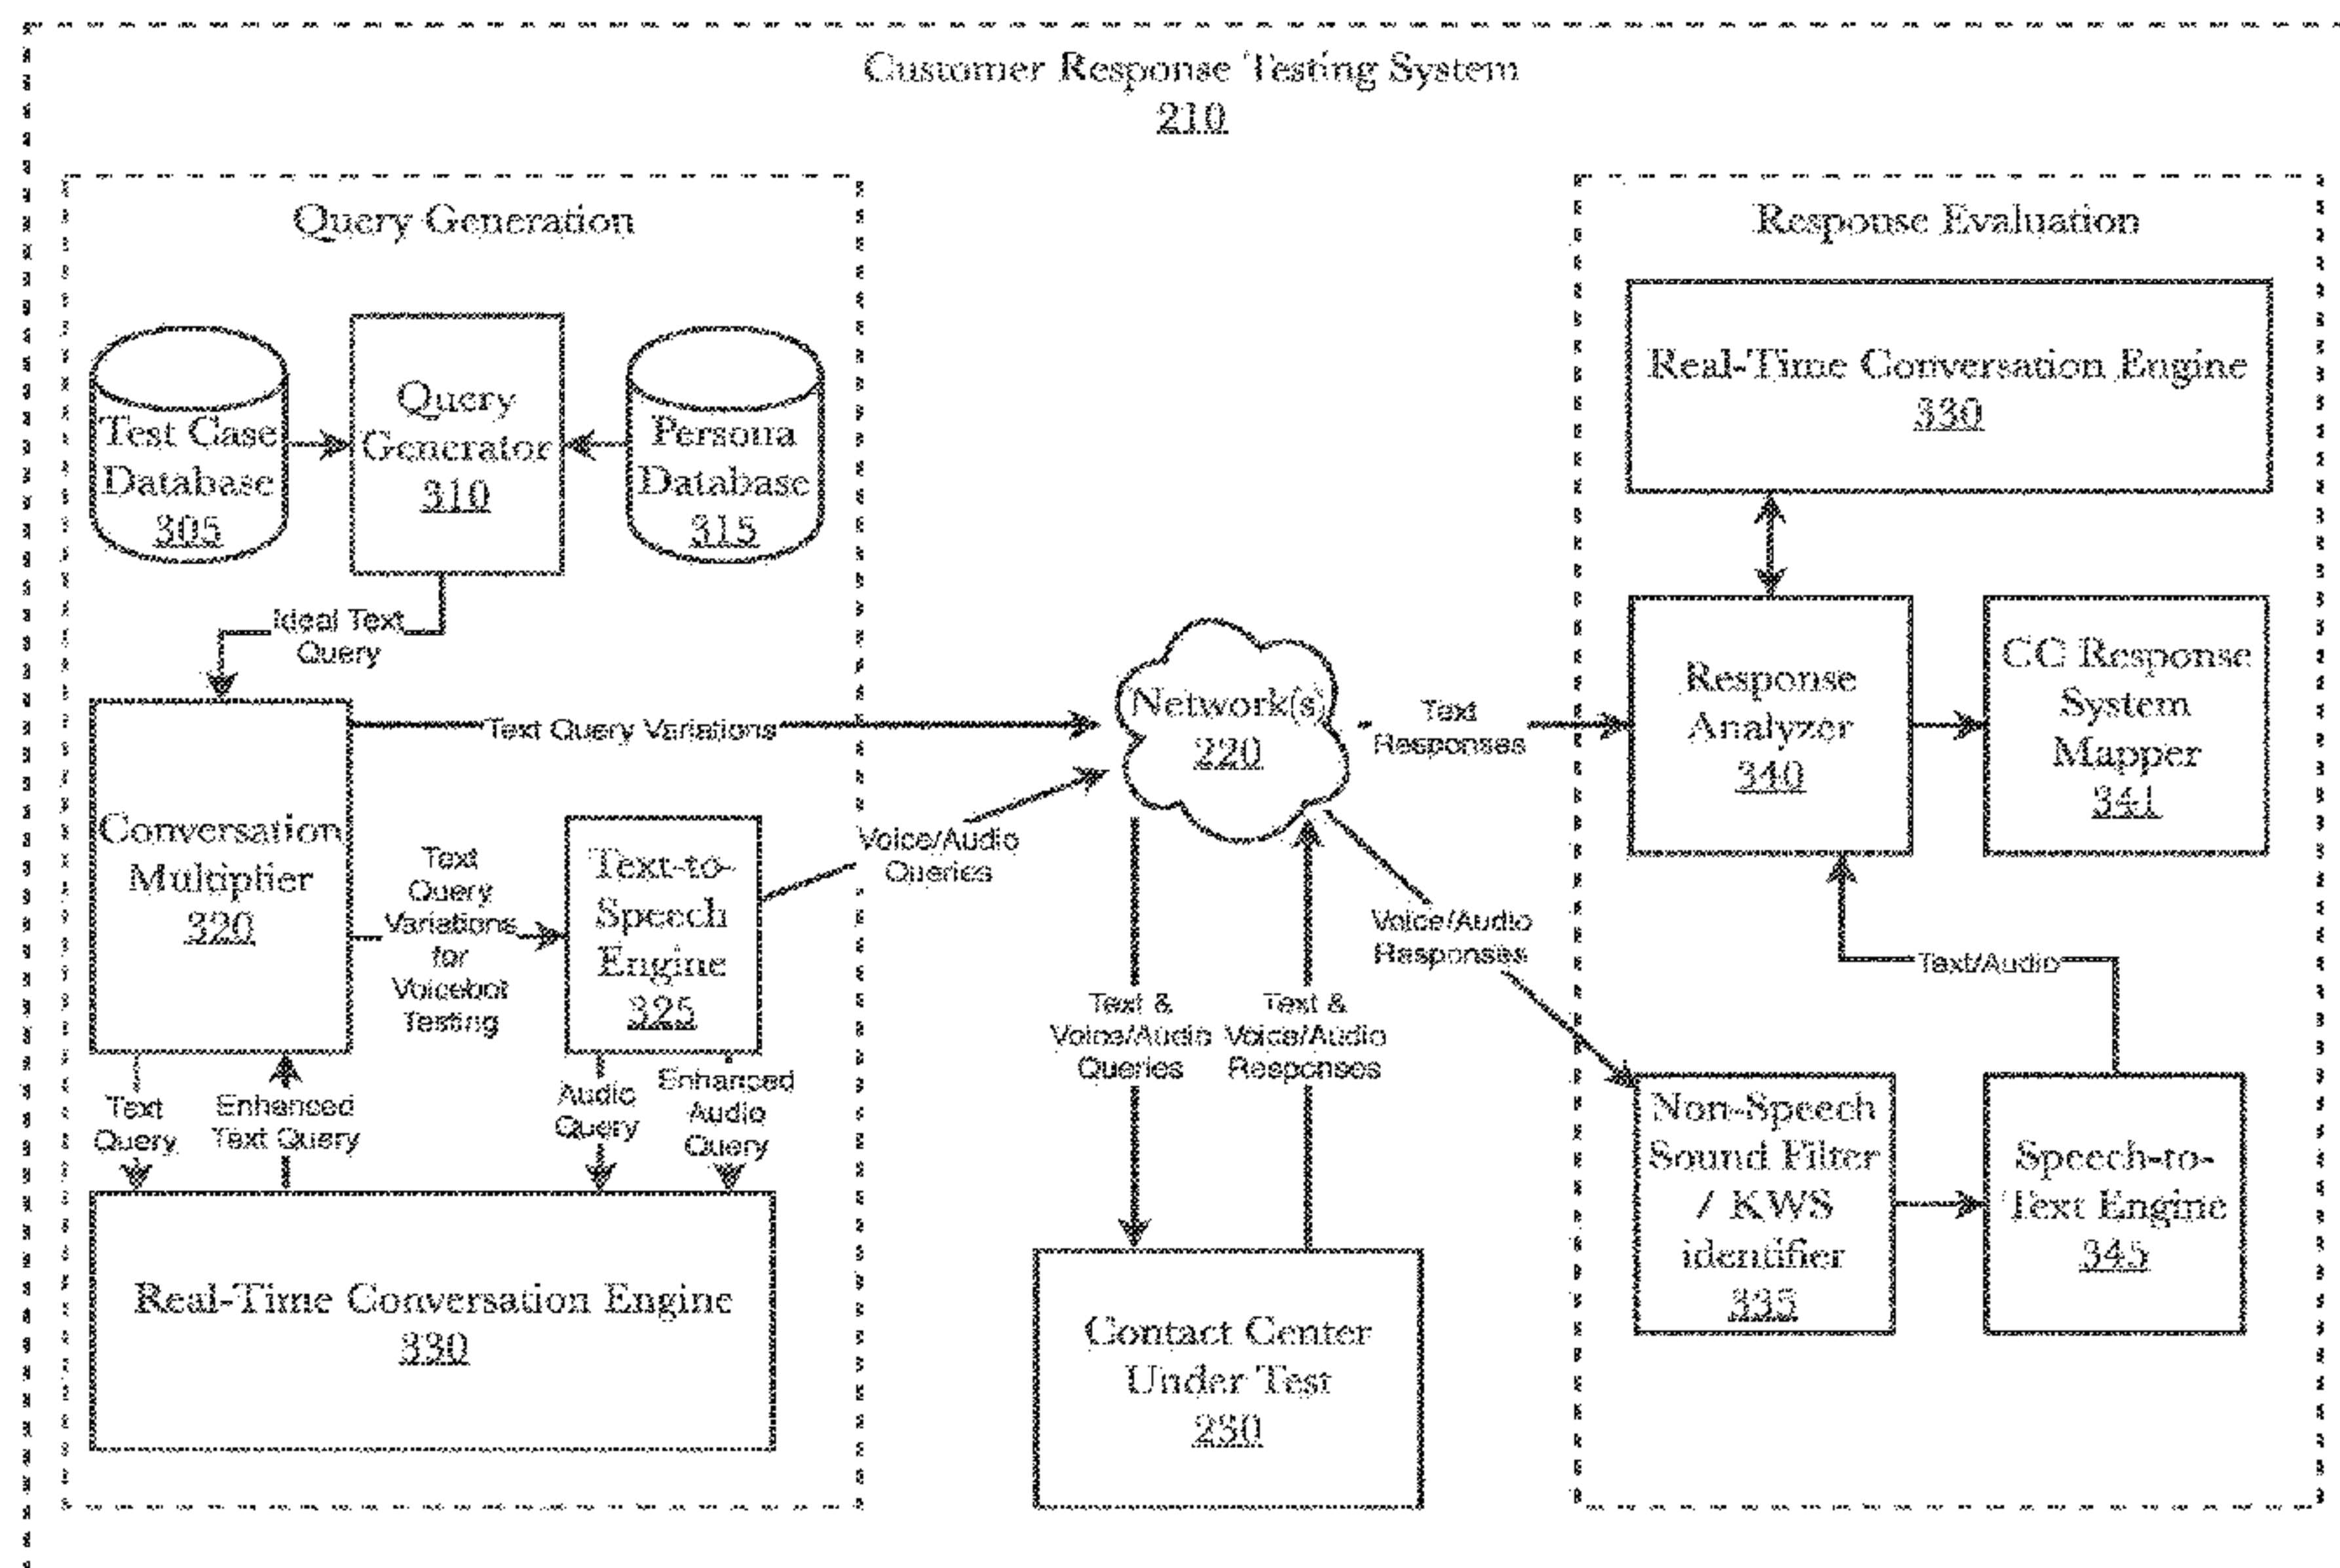 Customer Response Testing System
210
Query Generation
Test Case
Database
305
Query
Generator
310
Persona
Database
315
Ideal Text
Query
Conversation
Multiplier
320
Text Query Variations
Text
Query
Variations
for
Voicebot
Testing
Text-to-
Speech
Engine
325
Voice/Audio
Queries
Text
Query
Enhanced
Text Query
Audio
Query
Enhanced
Audio
Query
Real-Time Conversation Engine
330
Network(s)
220
Text &
Voice/Audio
Queries
Text &
Voice/Audio
Responses
Contact Center
Under Test
230
Text
Responses
Voice/Audio
Responses
Response Evaluation
Real-Time Conversation Engine
330
Response
Analyzer
340
CC Response
System
Mapper
341
Text/Audio
Non-Speech
Sound Filter
/ KWS
identifier
335
Speech-to-
Text Engine
345